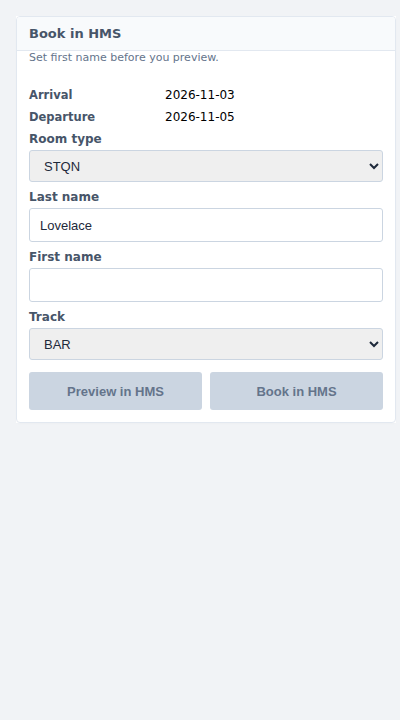 Book in HMS
Set first name before you preview.
Arrival 2026-11-03
Departure 2026-11-05
Room type
STQN
Last name
Lovelace
First name
Track
BAR
Preview in HMS Book in HMS